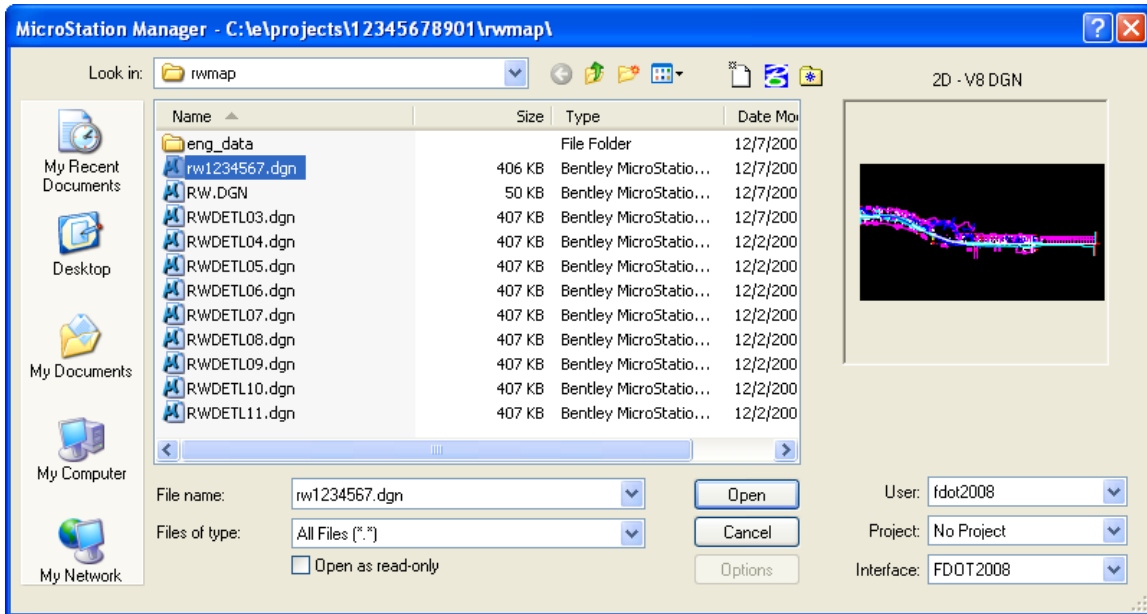 MicroStation Manager - C:\e\projects\12345678901\rwmap\
Look in: rwmap
2D - V8 DGN
Name Size Type Date Mo
eng_data File Folder 12/7/200
rw1234567.dgn 406 KB Bentley MicroStatio... 12/7/200
RW.DGN 50 KB Bentley MicroStatio... 12/7/200
RWDETL03.dgn 407 KB Bentley MicroStatio... 12/7/200
RWDETL04.dgn 407 KB Bentley MicroStatio... 12/2/200
RWDETL05.dgn 407 KB Bentley MicroStatio... 12/2/200
RWDETL06.dgn 407 KB Bentley MicroStatio... 12/2/200
RWDETL07.dgn 407 KB Bentley MicroStatio... 12/2/200
RWDETL08.dgn 407 KB Bentley MicroStatio... 12/2/200
RWDETL09.dgn 407 KB Bentley MicroStatio... 12/2/200
RWDETL10.dgn 407 KB Bentley MicroStatio... 12/2/200
RWDETL11.dgn 407 KB Bentley MicroStatio... 12/2/200
My Recent
Documents
Desktop
My Documents
My Computer
My Network
File name: rw1234567.dgn Open
Files of type: All Files (*.*) Cancel
Open as read-only Options
User: fdot2008
Project: No Project
Interface: FDOT2008